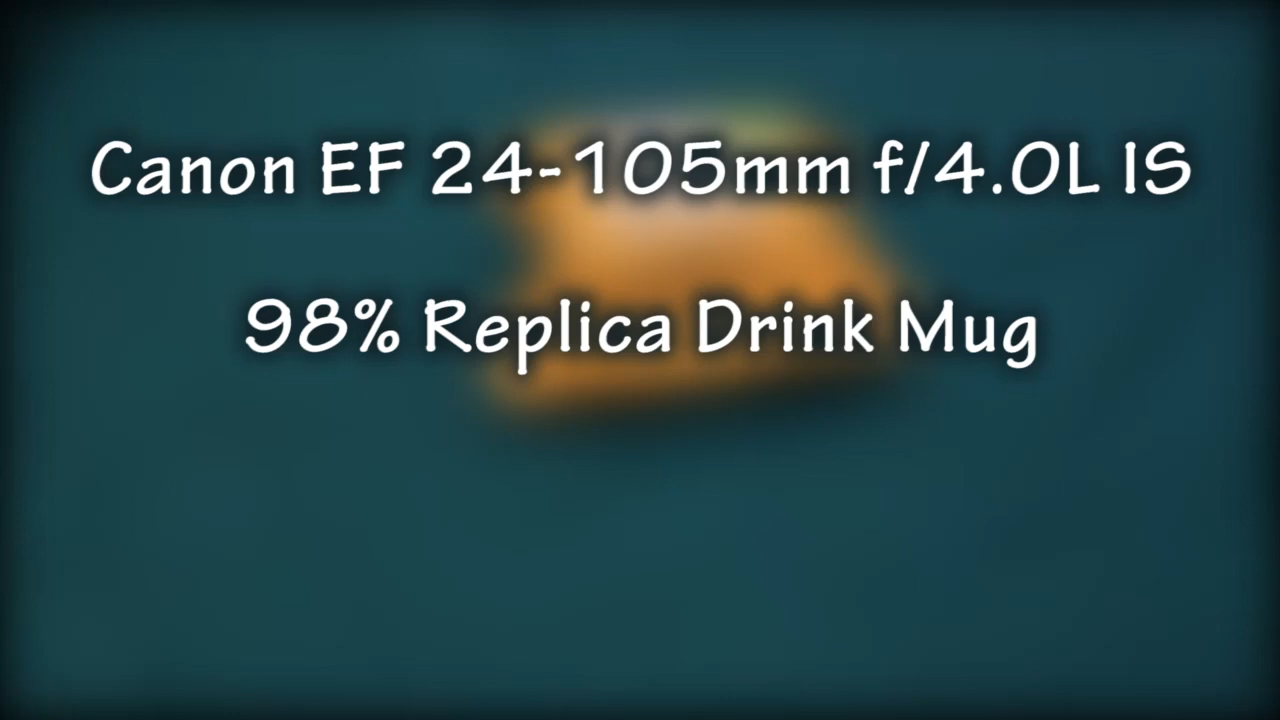 Canon EF 24-105mm f/4.0L IS
98% Replica Drink Mug